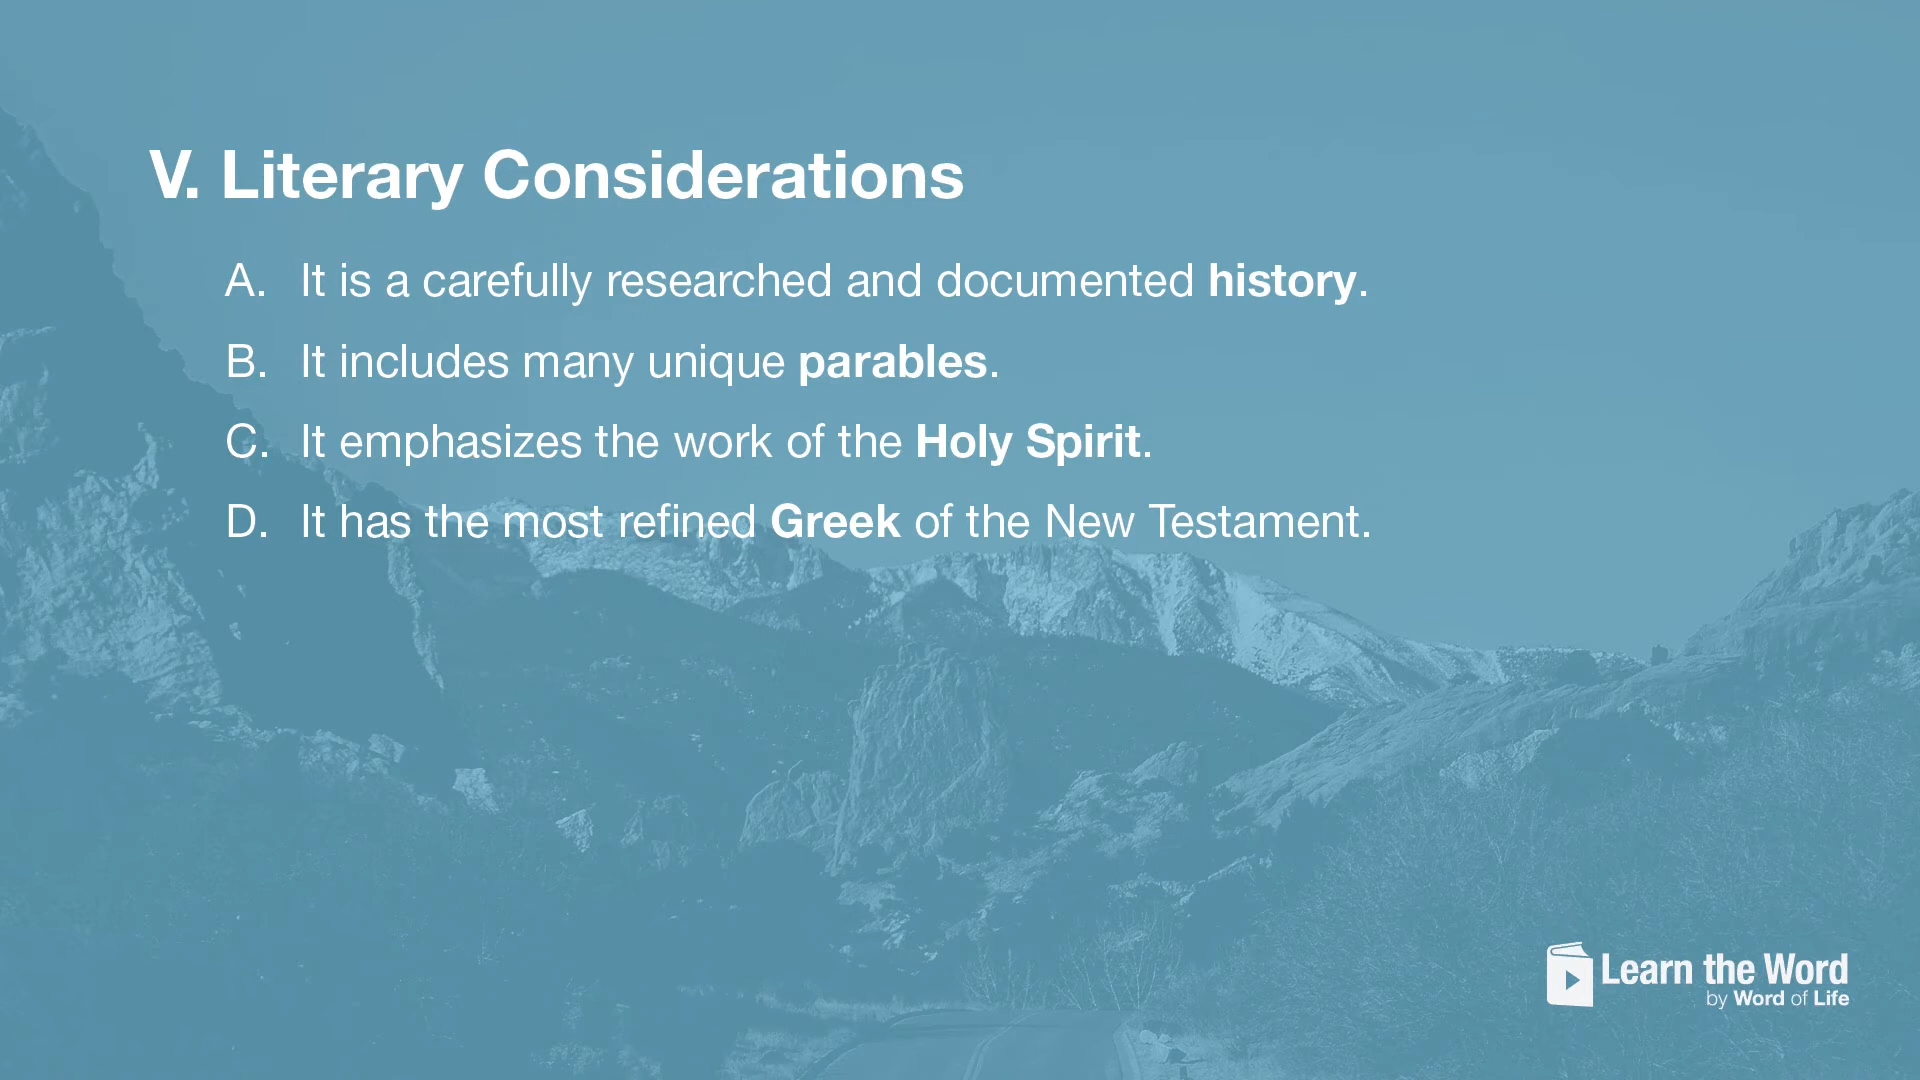 V. Literary Considerations
A. It is a carefully researched and documented history.
B. It includes many unique parables.
C. It emphasizes the work of the Holy Spirit.
D. It has the most refined Greek of the New Testament.
Learn the Word
by Word of Life